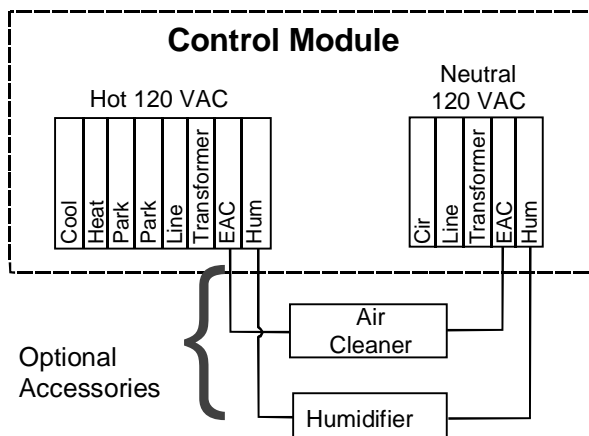 Control Module
Hot 120 VAC
Neutral
120 VAC
Cool
Heat
Park
Park
Line
Transformer
EAC
Hum
Cir
Line
Transformer
EAC
Hum
Optional
Accessories
Air
Cleaner
Humidifier